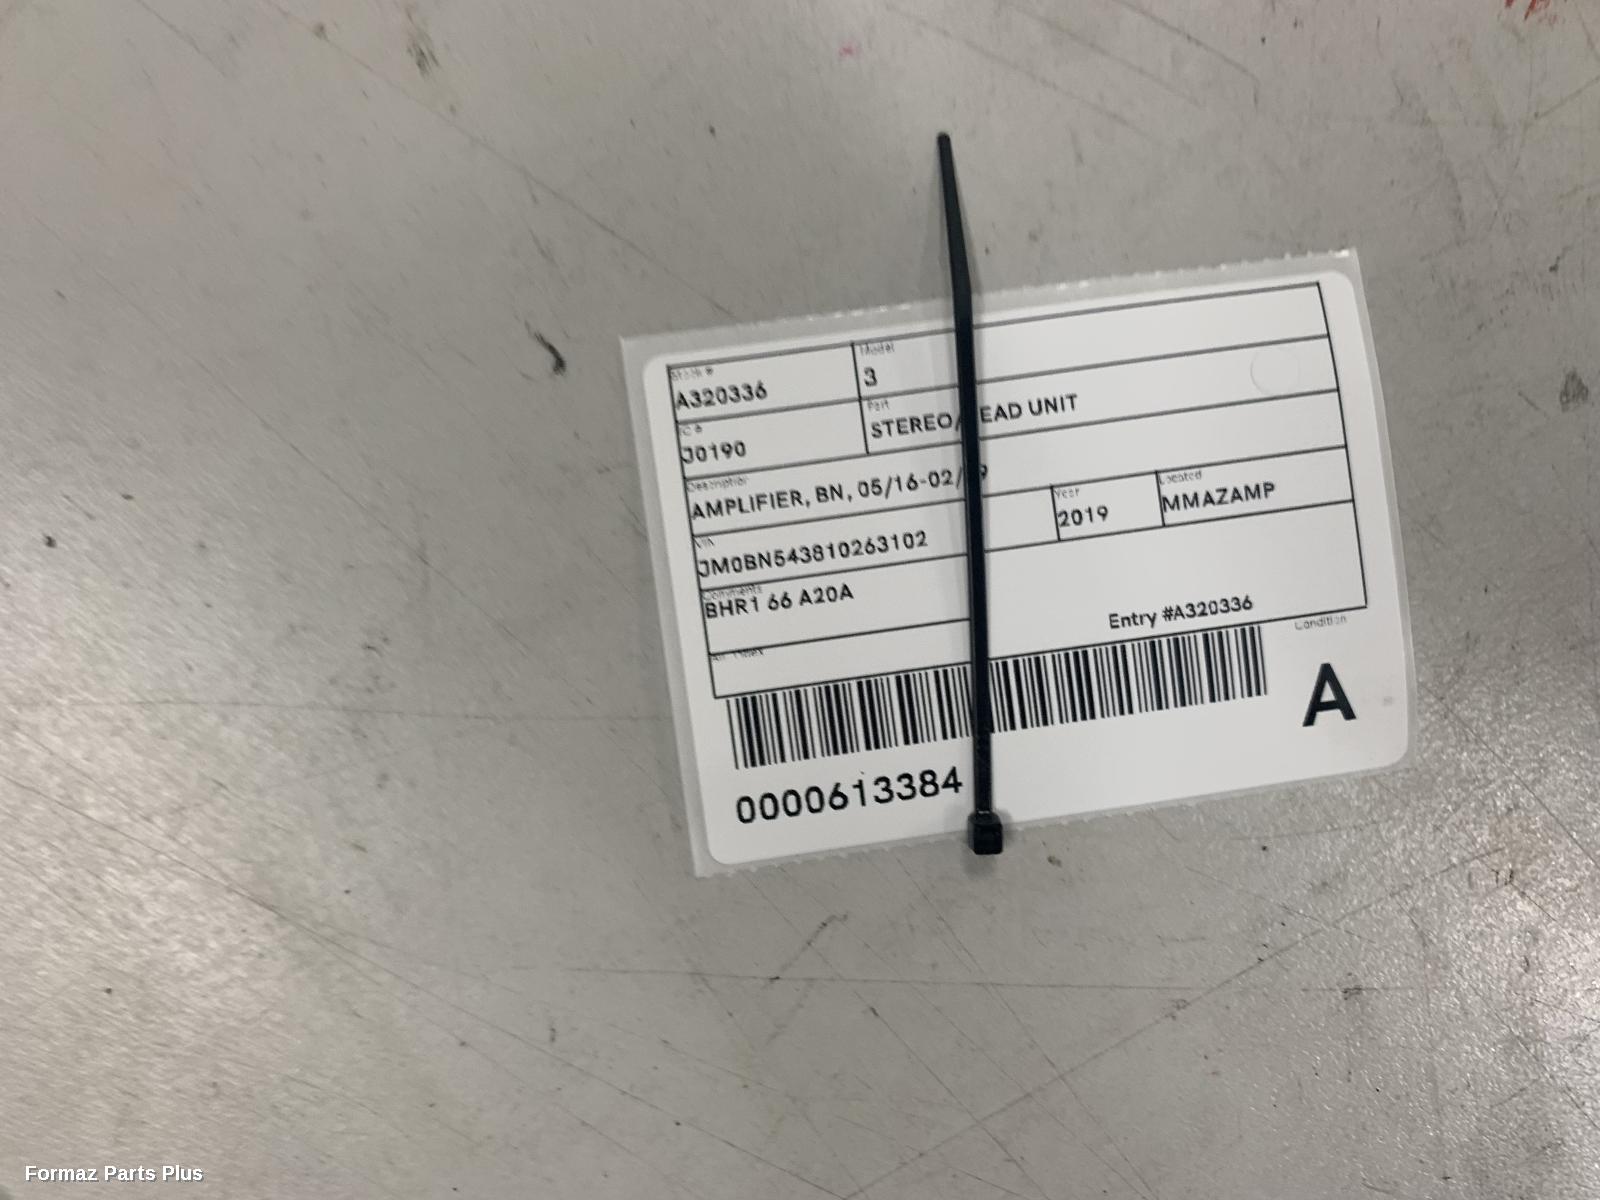 Stock # Model
A320336 3
IC # Part
J0190 STEREO/ EAD UNIT
Description
AMPLIFIER, BN, 05/16-02/ 9
VIN Year Located
JM0BN543810263102 2019 MMAZAMP
Comments
BHR1 66 A20A
Entry #A320336
Condition
A
0000613384
Formaz Parts Plus